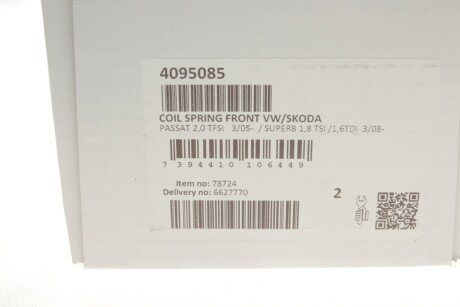 4095085
COIL SPRING FRONT VW/SKODA
PASSAT 2,0 TFSI 3/05- / SUPERB 1,8 TSI /1,6TDI 3/08-
7 394410 106449
Item no: 78724
Delivery no: 6627770
2